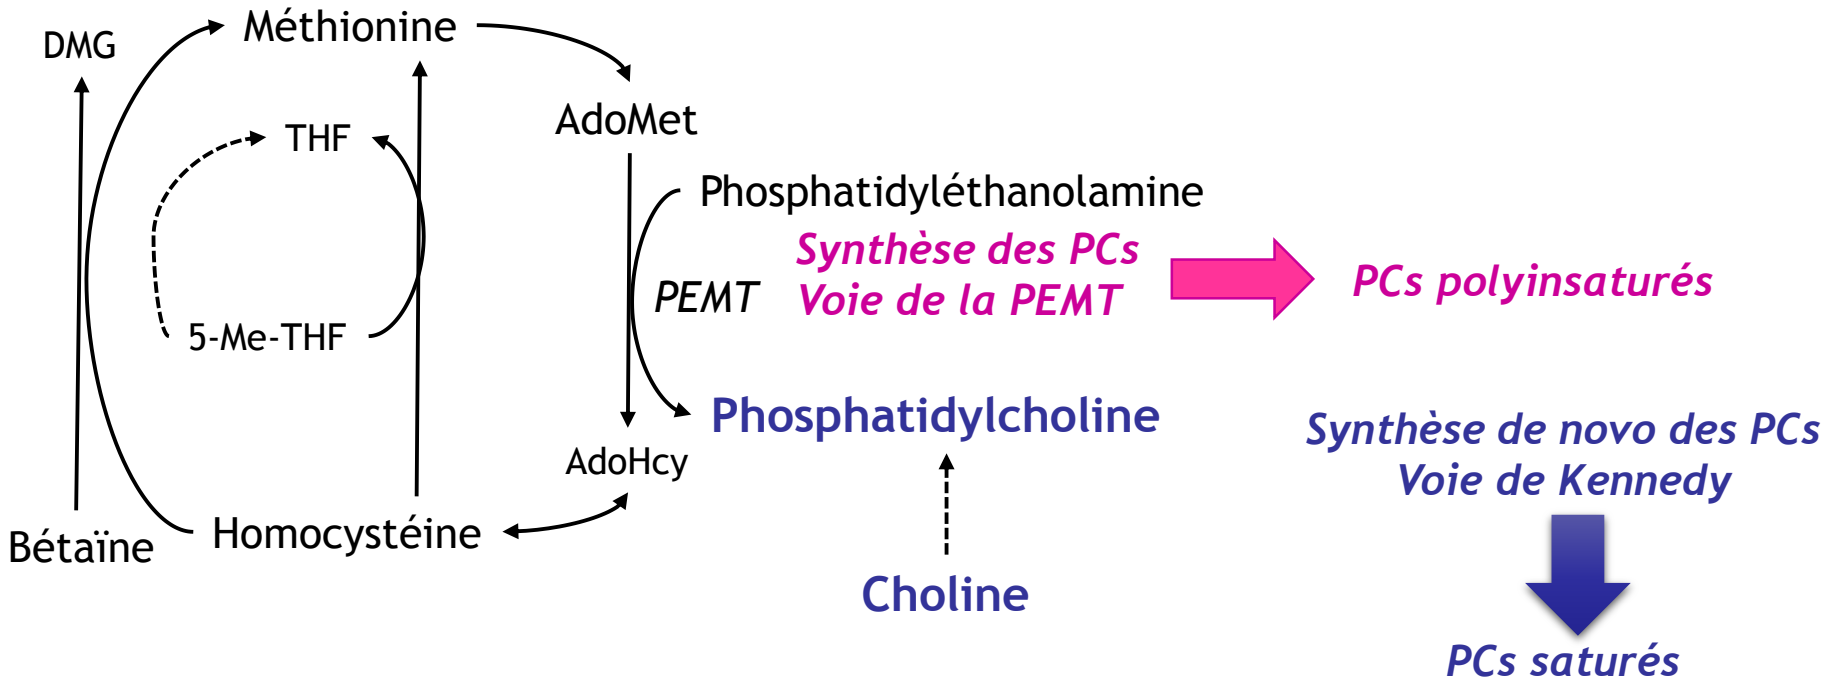 Méthionine
DMG
AdoMet
THF
Phosphatidyléthanolamine
Synthèse des PCs
Voie de la PEMT
PEMT
PCs polyinsaturés
5-Me-THF
Phosphatidylcholine
Synthèse de novo des PCs
Voie de Kennedy
AdoHcy
Homocystéine
Bétaïne
Choline
PCs saturés